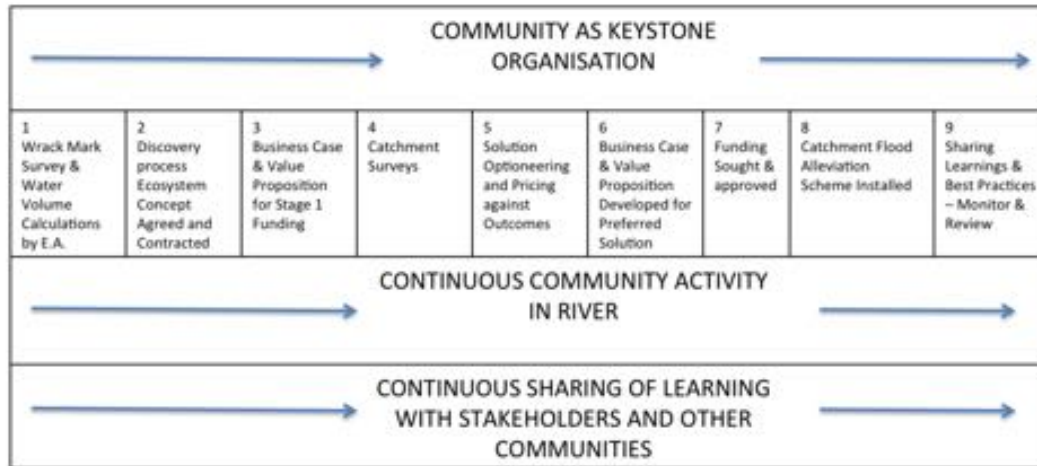 COMMUNITY AS KEYSTONE
ORGANISATION
1
Wrack Mark
Survey &
Water
Volume
Calculations
by E.A.
2
Discovery
process
Ecosystem
Concept
Agreed and
Contracted
3
Business Case
& Value
Proposition
for Stage 1
Funding
4
Catchment
Surveys
5
Solution
Optioneering
and Pricing
against
Outcomes
6
Business Case
& Value
Proposition
Developed for
Preferred
Solution
7
Funding
Sought &
approved
8
Catchment Flood
Alleviation
Scheme Installed
9
Sharing
Learnings &
Best Practices
– Monitor &
Review
CONTINUOUS COMMUNITY ACTIVITY
IN RIVER
CONTINUOUS SHARING OF LEARNING
WITH STAKEHOLDERS AND OTHER
COMMUNITIES